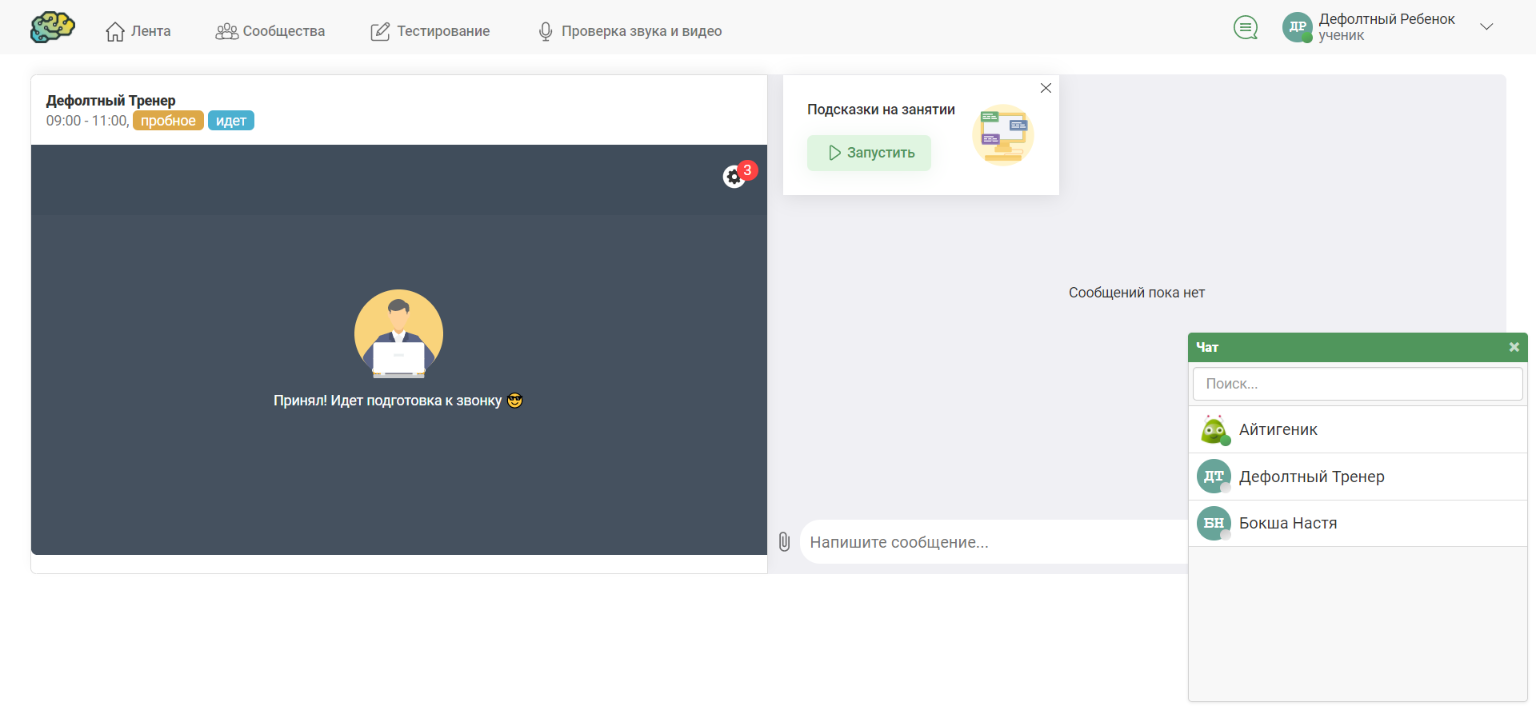 Лента
Сообщества
Тестирование
Проверка звука и видео
ДР
Дефолтный Ребенок
ученик
Дефолтный Тренер
09:00 - 11:00, пробное идет
3
Принял! Идет подготовка к звонку 😎
Подсказки на занятии
Запустить
Сообщений пока нет
Напишите сообщение...
Чат
Поиск...
Айтигеник
ДТ Дефолтный Тренер
БН Бокша Настя